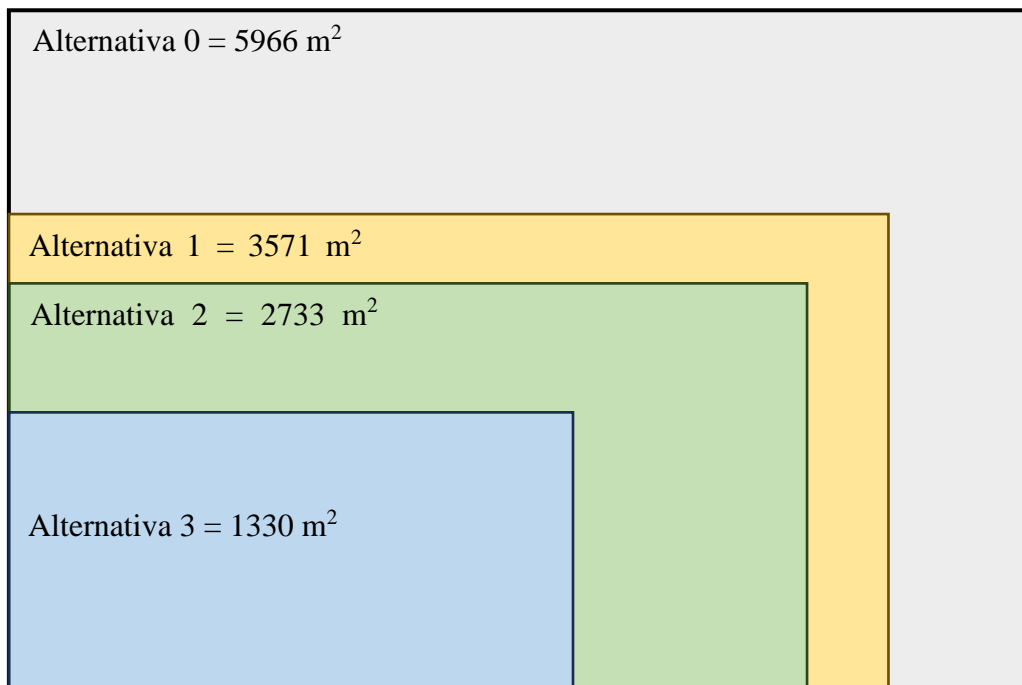 Alternativa 0 = 5966 m²
Alternativa 1 = 3571 m²
Alternativa 2 = 2733 m²
Alternativa 3 = 1330 m²